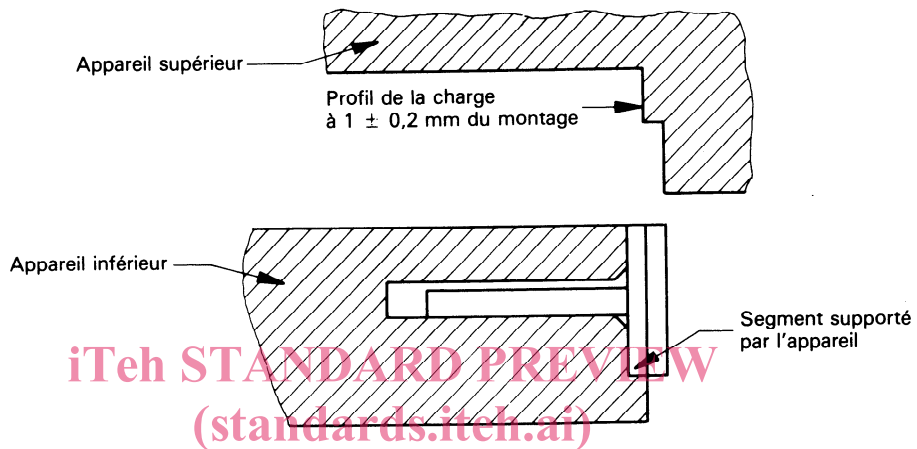 Appareil supérieur
Profil de la charge
à 1 ± 0,2 mm du montage
Appareil inférieur
Segment supporté
par l'appareil
iTeh STANDARD PREVIEW
(standards.iteh.ai)